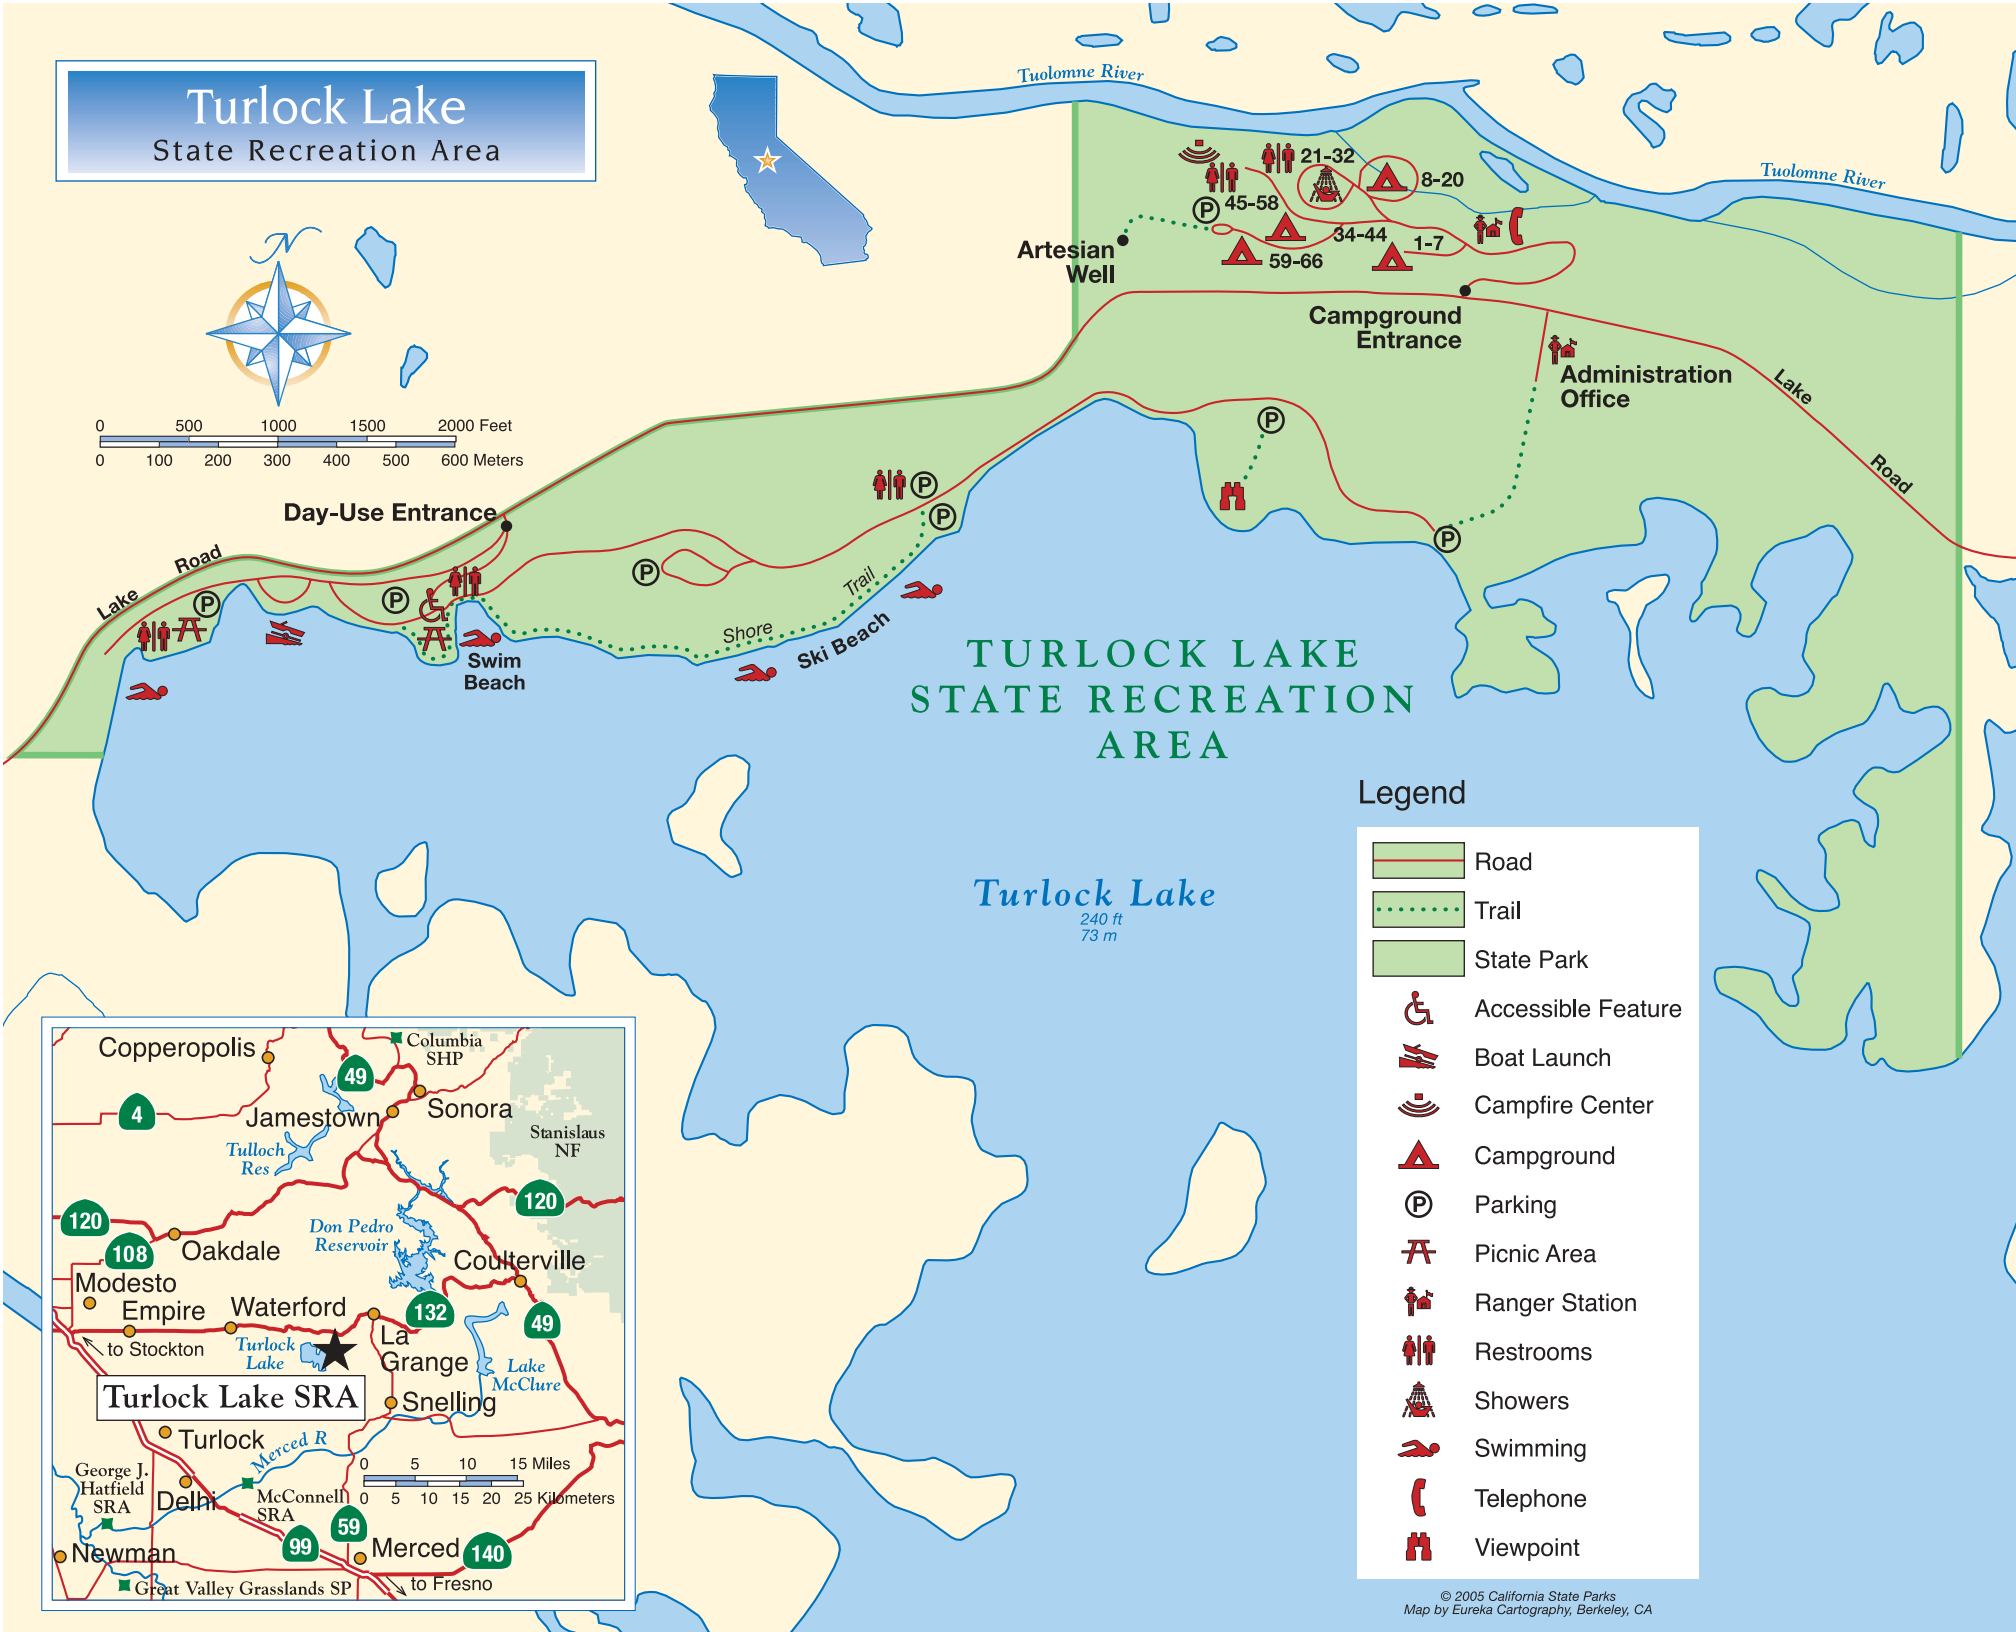 Turlock Lake
State Recreation Area
N
0 500 1000 1500 2000 Feet
0 100 200 300 400 500 600 Meters
Tuolomne River
Tuolomne River
21-32
8-20
P
45-58
34-44
1-7
59-66
Artesian
Well
Campground
Entrance
Administration
Office
Lake
Road
P
P
P
P
P
P
P
Day-Use Entrance
Road
Lake
Swim
Beach
Shore
Trail
Ski Beach
TURLOCK LAKE
STATE RECREATION
AREA
Turlock Lake
240 ft
73 m
Legend
Road
Trail
State Park
Accessible Feature
Boat Launch
Campfire Center
Campground
P Parking
Picnic Area
Ranger Station
Restrooms
Showers
Swimming
Telephone
Viewpoint
© 2005 California State Parks
Map by Eureka Cartography, Berkeley, CA
Copperopolis
Columbia
SHP
49
4
Jamestown
Sonora
Tulloch
Res
Stanislaus
NF
120
120
108
Oakdale
Don Pedro
Reservoir
Coulterville
Modesto
Empire
Waterford
132
49
to Stockton
Turlock
Lake
La
Grange
Lake
McClure
Turlock Lake SRA
Snelling
Turlock
Merced R
0 5 10 15 Miles
0 5 10 15 20 25 Kilometers
George J.
Hatfield
SRA
Delhi
McConnell
SRA
59
99
Merced
140
Newman
to Fresno
Great Valley Grasslands SP